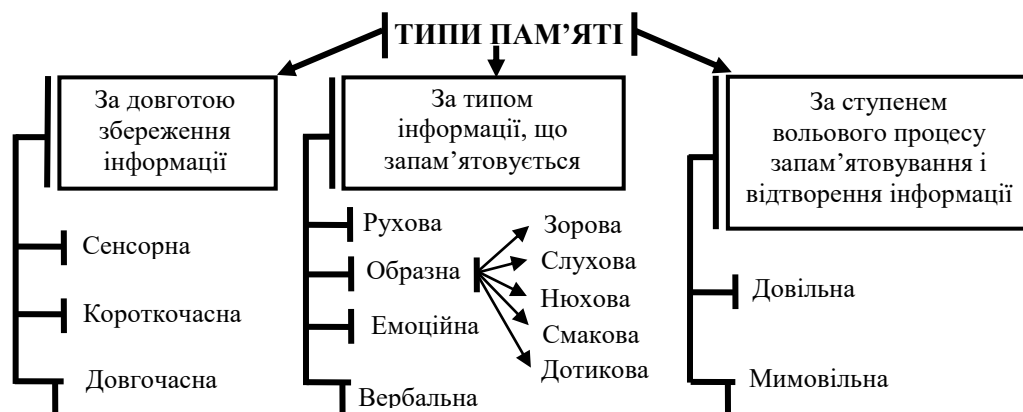 ТИПИ ПАМ’ЯТІ
За довготою
збереження
інформації
Сенсорна
Короткочасна
Довгочасна
За типом
інформації, що
запам’ятовується
Рухова
Образна
Емоційна
Вербальна
Зорова
Слухова
Нюхова
Смакова
Дотикова
За ступенем
вольового процесу
запам’ятовування і
відтворення інформації
Довільна
Мимовільна